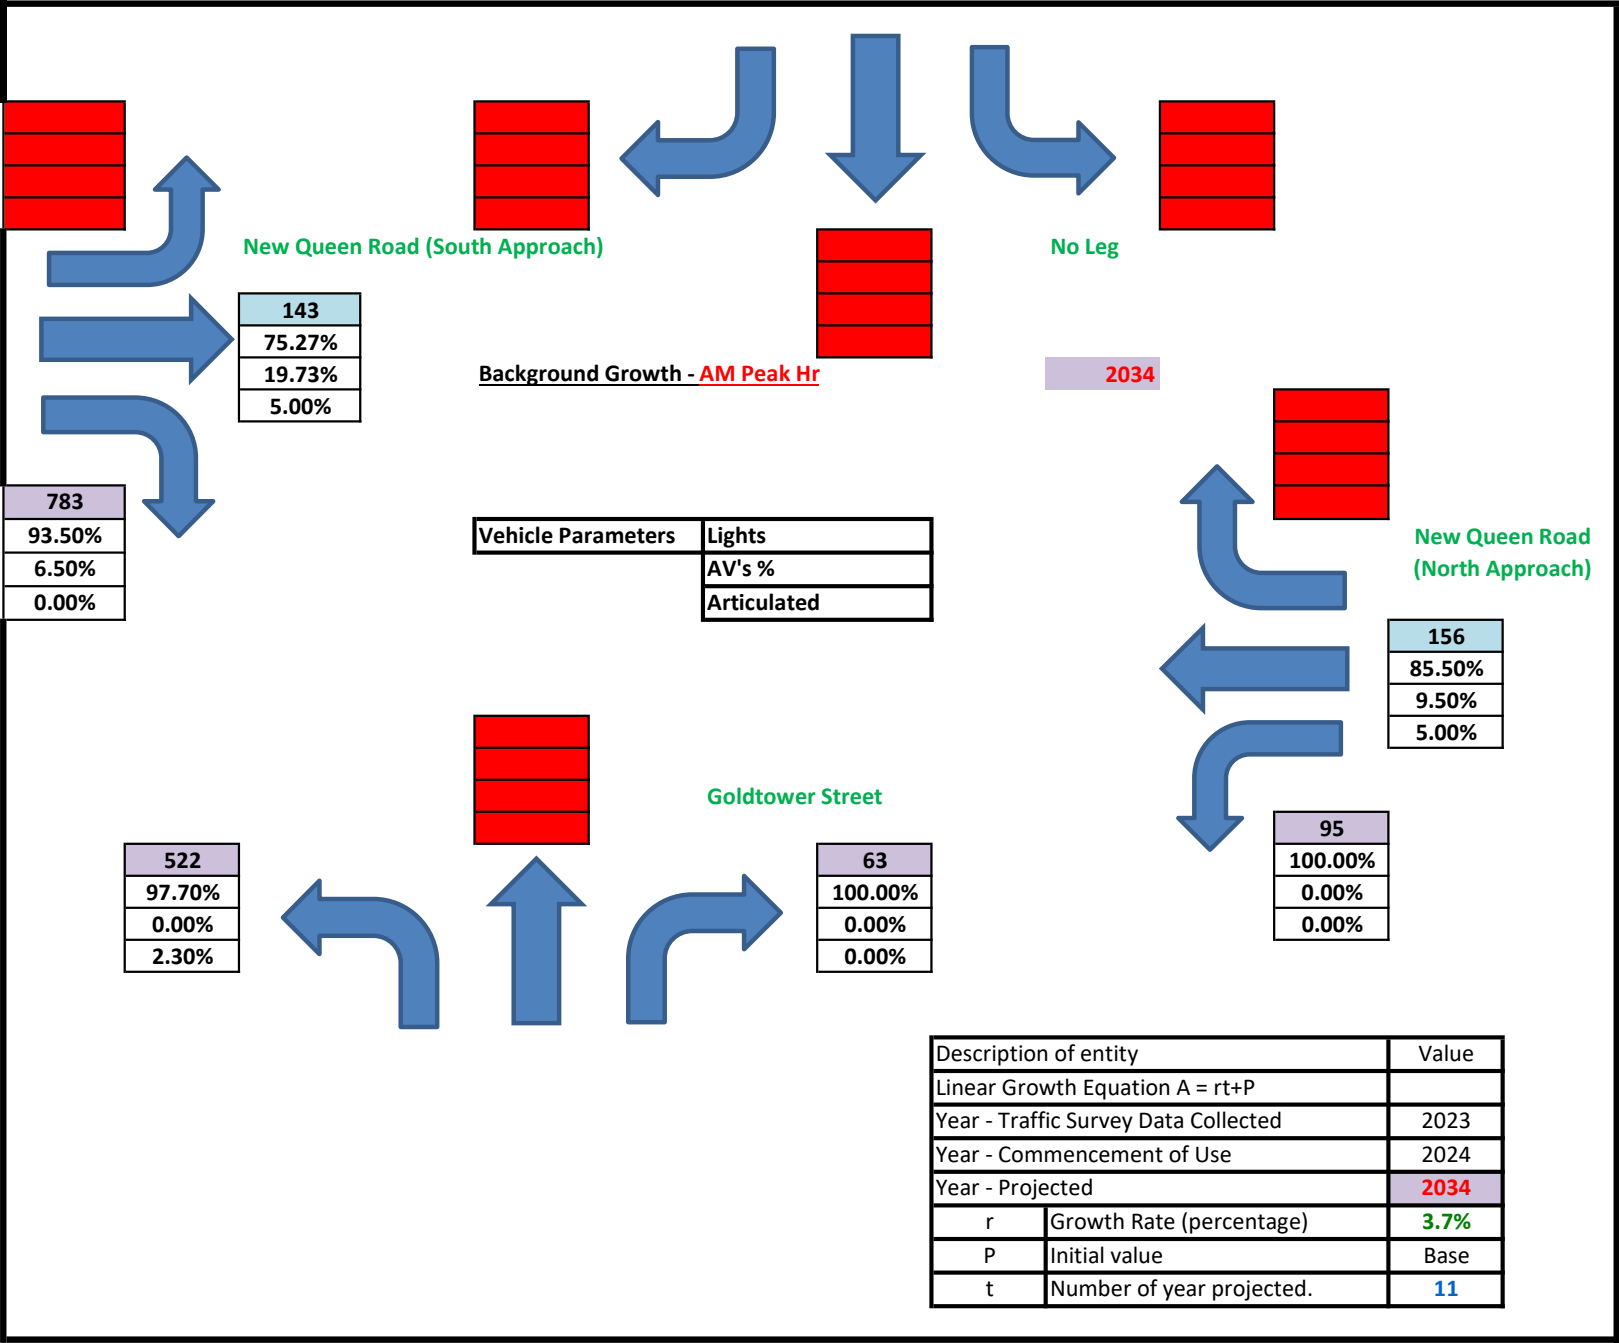 New Queen Road (South Approach)
No Leg
143
75.27%
19.73%
5.00%
Background Growth - AM Peak Hr
2034
783
93.50%
6.50%
0.00%
Vehicle Parameters
Lights
AV's %
Articulated
New Queen Road
(North Approach)
156
85.50%
9.50%
5.00%
Goldtower Street
95
100.00%
0.00%
0.00%
522
97.70%
0.00%
2.30%
63
100.00%
0.00%
0.00%
Description of entity Value
Linear Growth Equation A = rt+P
Year - Traffic Survey Data Collected 2023
Year - Commencement of Use 2024
Year - Projected 2034
r Growth Rate (percentage) 3.7%
P Initial value Base
t Number of year projected. 11